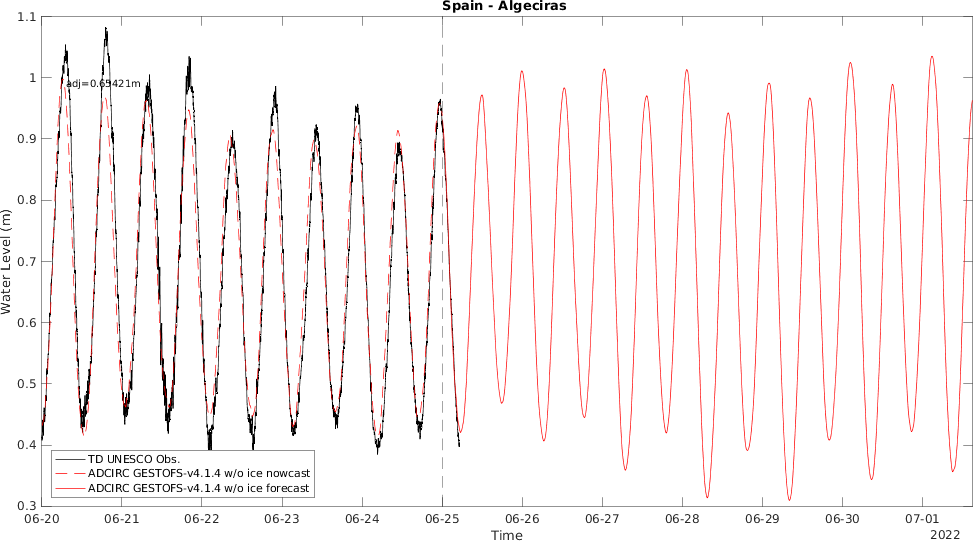 Spain - Algeciras
1.1
1
0.9
0.8
0.7
0.6
0.5
0.4
0.3
Water Level (m)
adj=0.65421m
TD UNESCO Obs.
ADCIRC GESTOFS-v4.1.4 w/o ice nowcast
ADCIRC GESTOFS-v4.1.4 w/o ice forecast
06-20 06-21 06-22 06-23 06-24 06-25 06-26 06-27 06-28 06-29 06-30 07-01
Time
2022